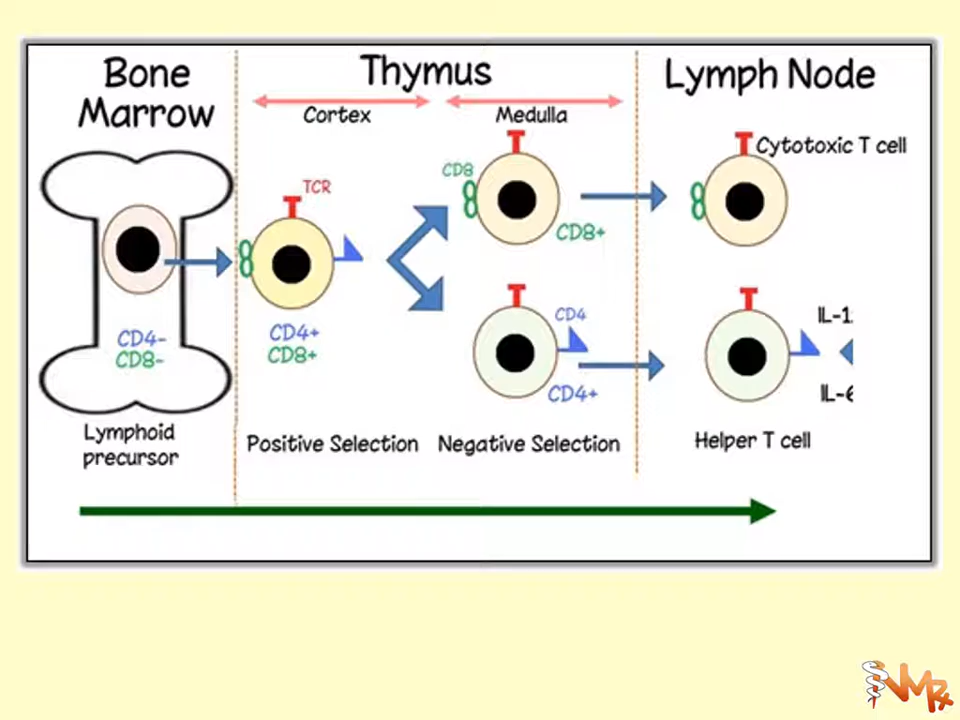 Bone
Marrow
Thymus
Lymph Node
Cortex
Medulla
Cytotoxic T cell
TCR
CD8
CD8+
CD4-
CD8-
CD4+
CD8+
CD4
CD4+
IL-1
IL-6
Lymphoid
precursor
Positive Selection
Negative Selection
Helper T cell
VMRx